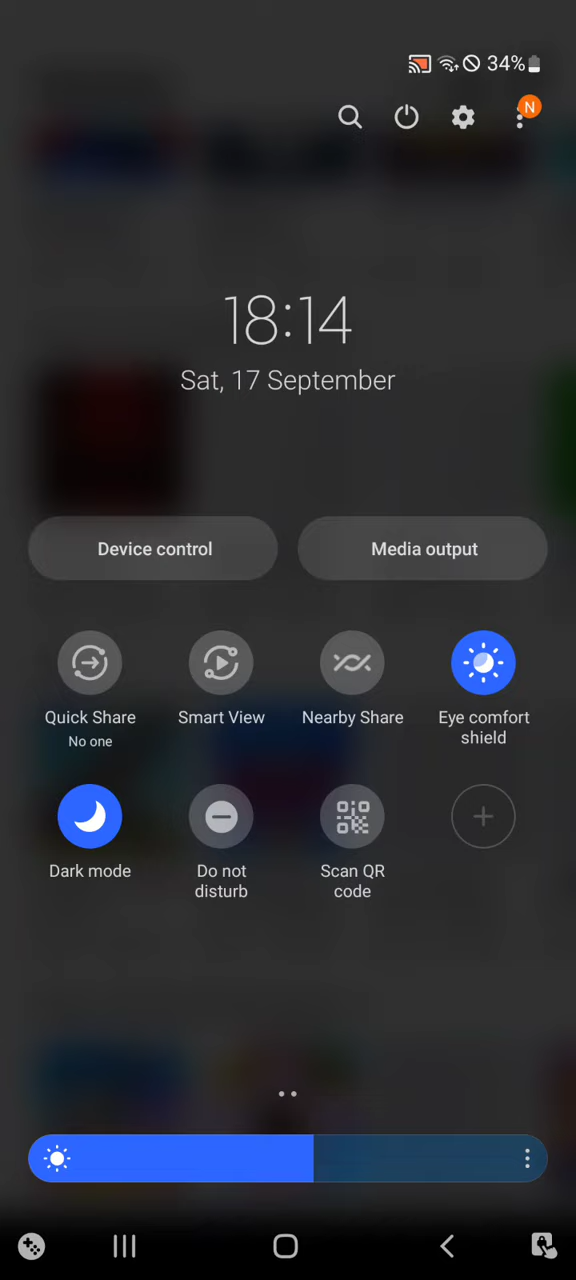 34%
N
18:14
Sat, 17 September
Device control
Media output
Quick Share
No one
Smart View
Nearby Share
Eye comfort
shield
Dark mode
Do not
disturb
Scan QR
code